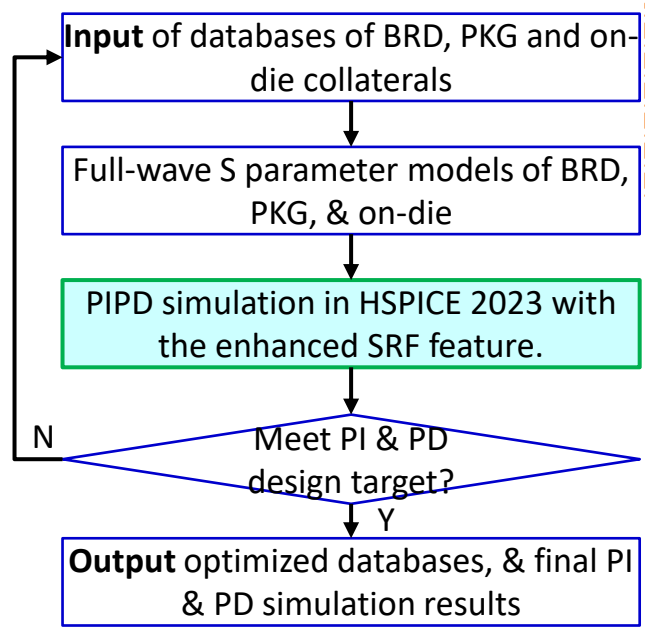 Input of databases of BRD, PKG and on-
die collaterals
Full-wave S parameter models of BRD,
PKG, & on-die
PIPD simulation in HSPICE 2023 with
the enhanced SRF feature.
N
Meet PI & PD
design target?
Y
Output optimized databases, & final PI
& PD simulation results